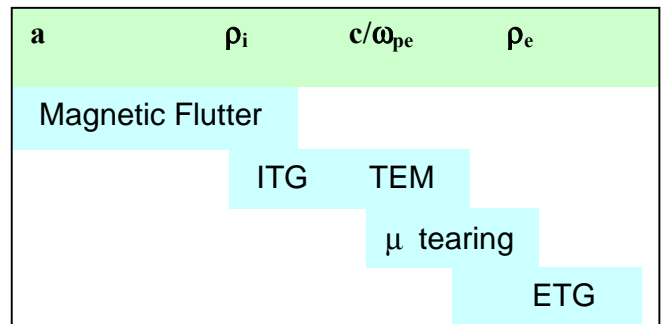 a ρi c/ωpe ρe
Magnetic Flutter
ITG TEM
μ tearing
ETG